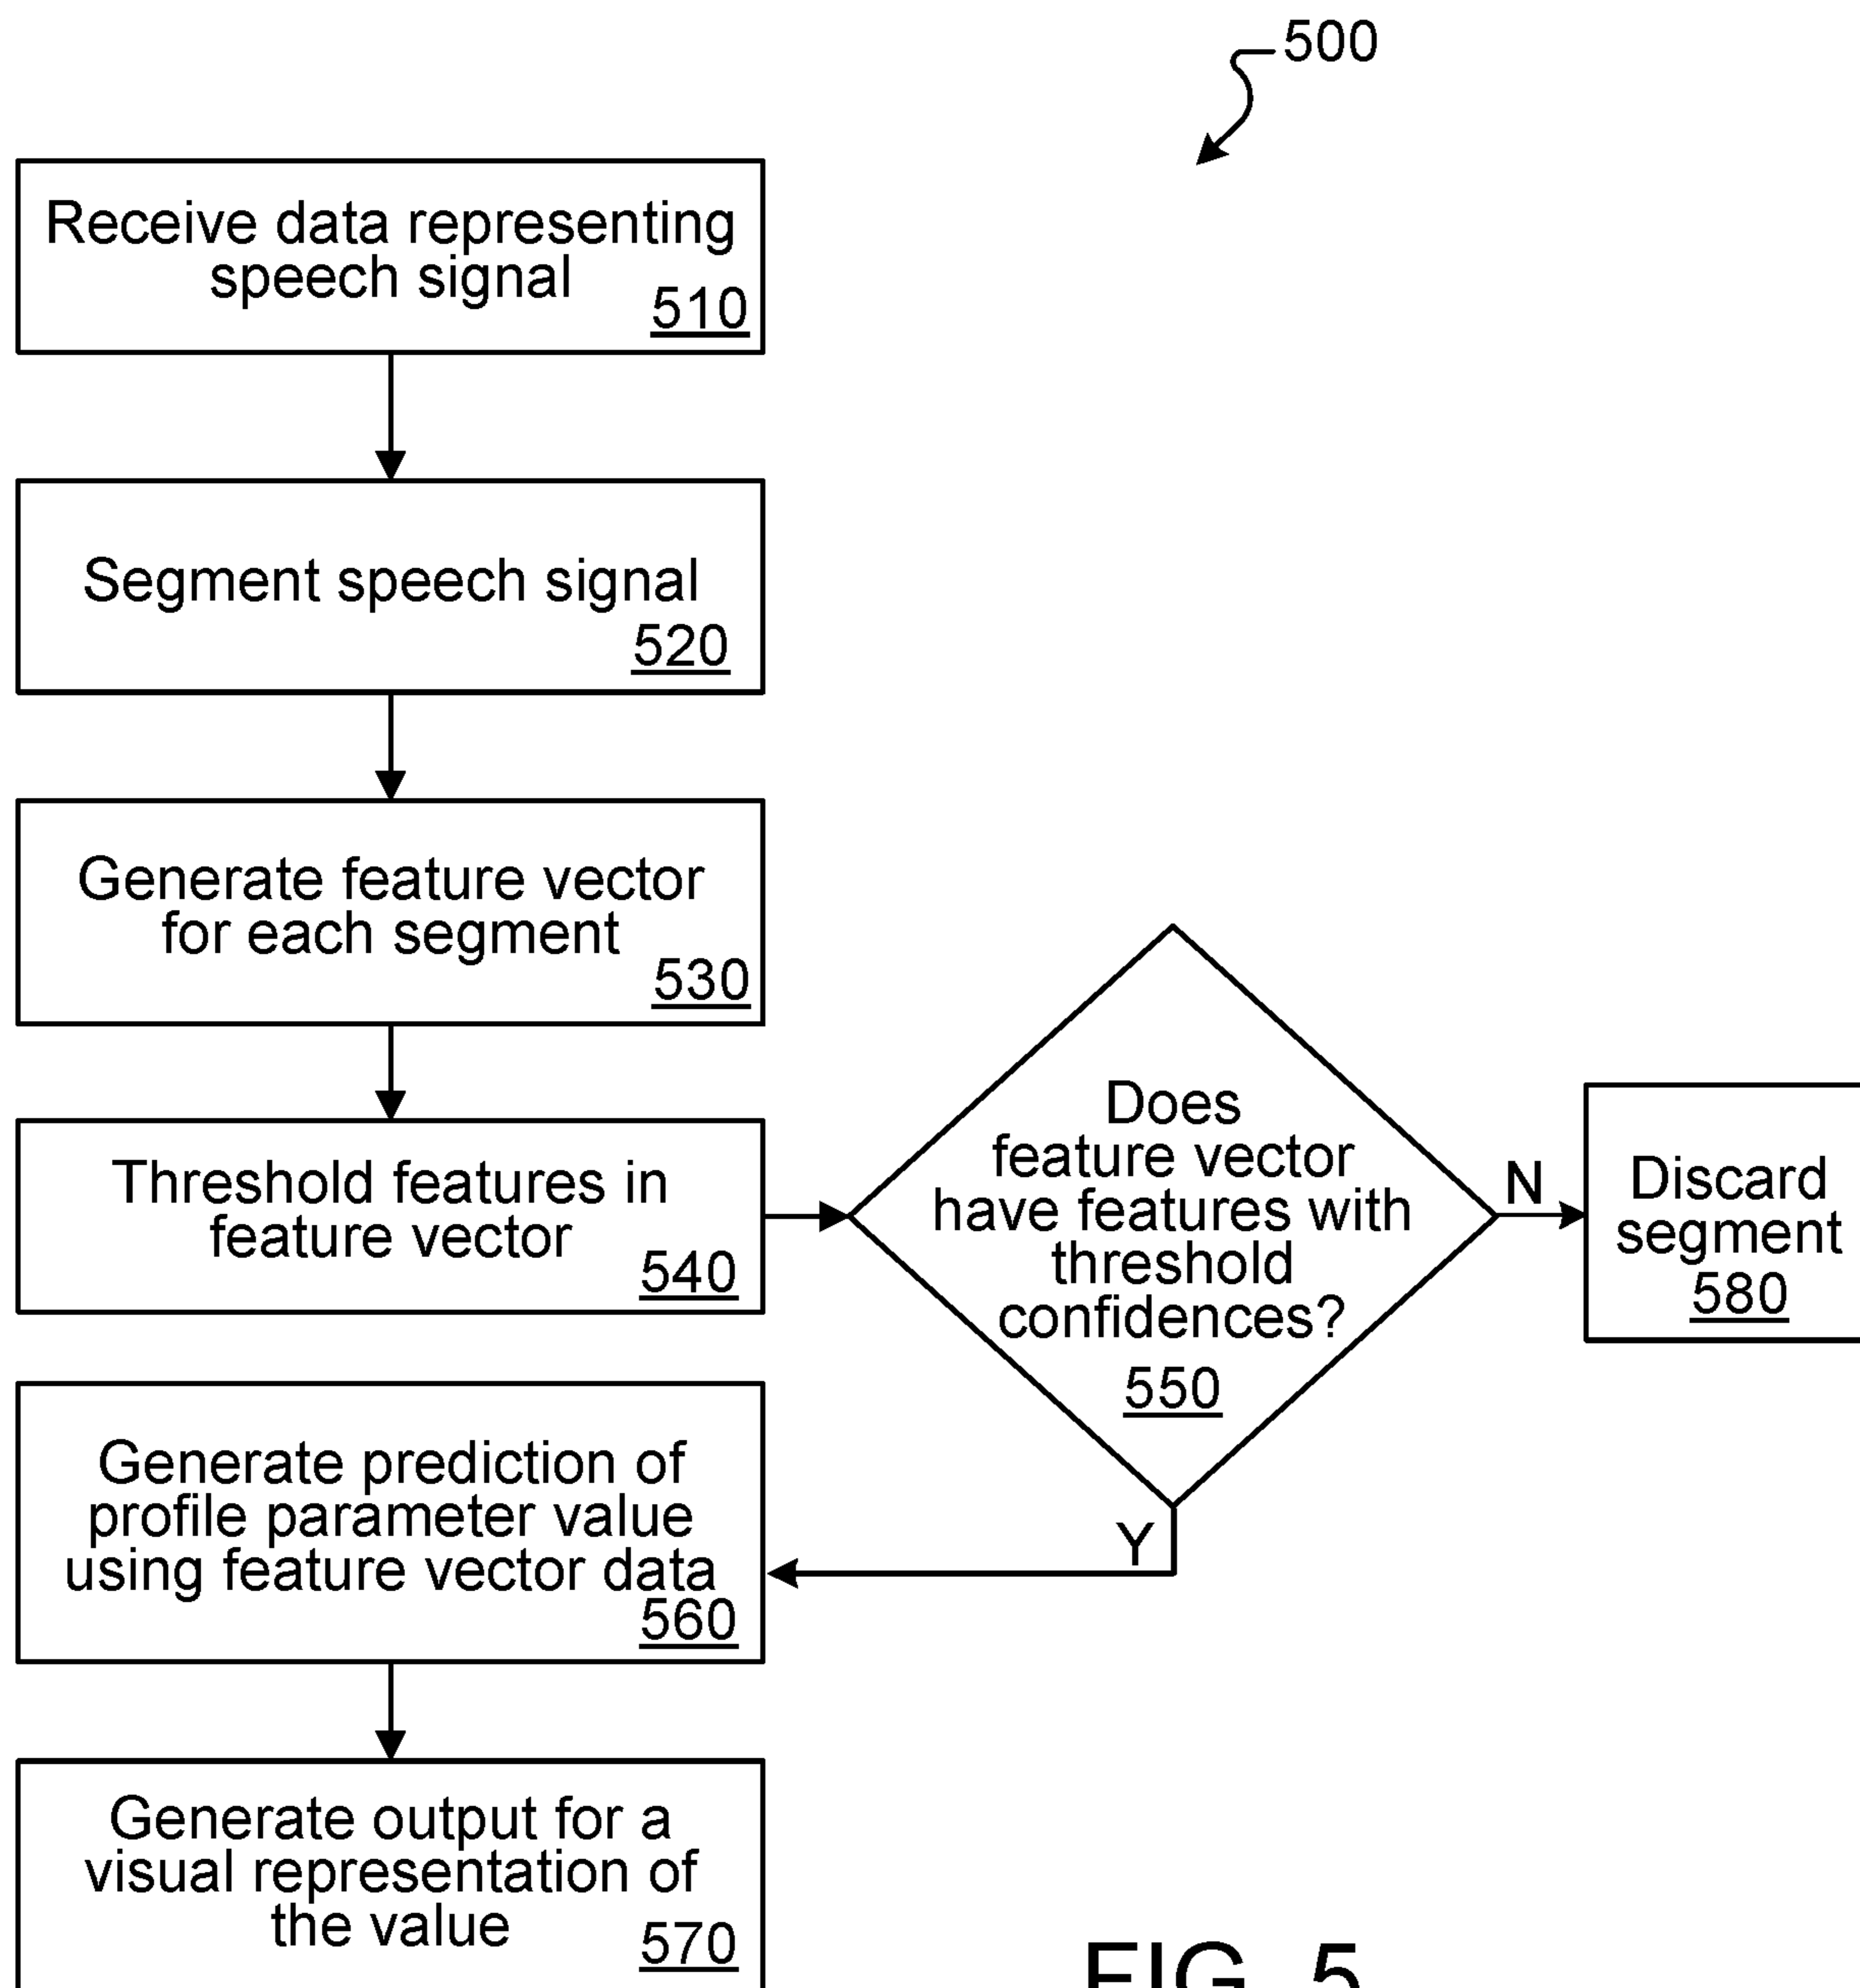 500
Receive data representing
speech signal
510
Segment speech signal
520
Generate feature vector
for each segment
530
Threshold features in
feature vector
540
Does
feature vector
have features with
threshold
confidences?
550
N
Discard
segment
580
Y
Generate prediction of
profile parameter value
using feature vector data
560
Generate output for a
visual representation of
the value
570
FIG. 5